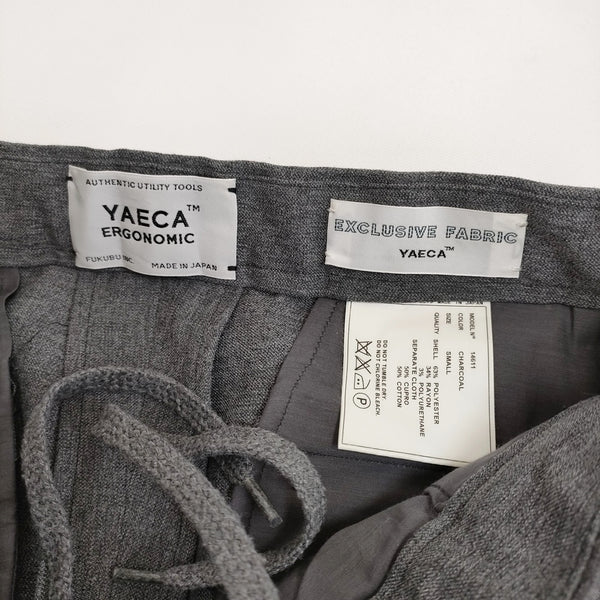 AUTHENTIC UTILITY TOOLS
YAECA™
ERGONOMIC
FUKUBU INC. MADE IN JAPAN
EXCLUSIVE FABRIC
YAECA™
MODEL Nº 14611
COLOR CHARCOAL
SIZE SMALL
QUALITY SHELL 63% POLYESTER
34% RAYON
3% POLYURETHANE
SEPARATE CLOTH
50% CUPRO
50% COTTON
DO NOT TUMBLE DRY
DO NOT CHLORINE BLEACH.
P